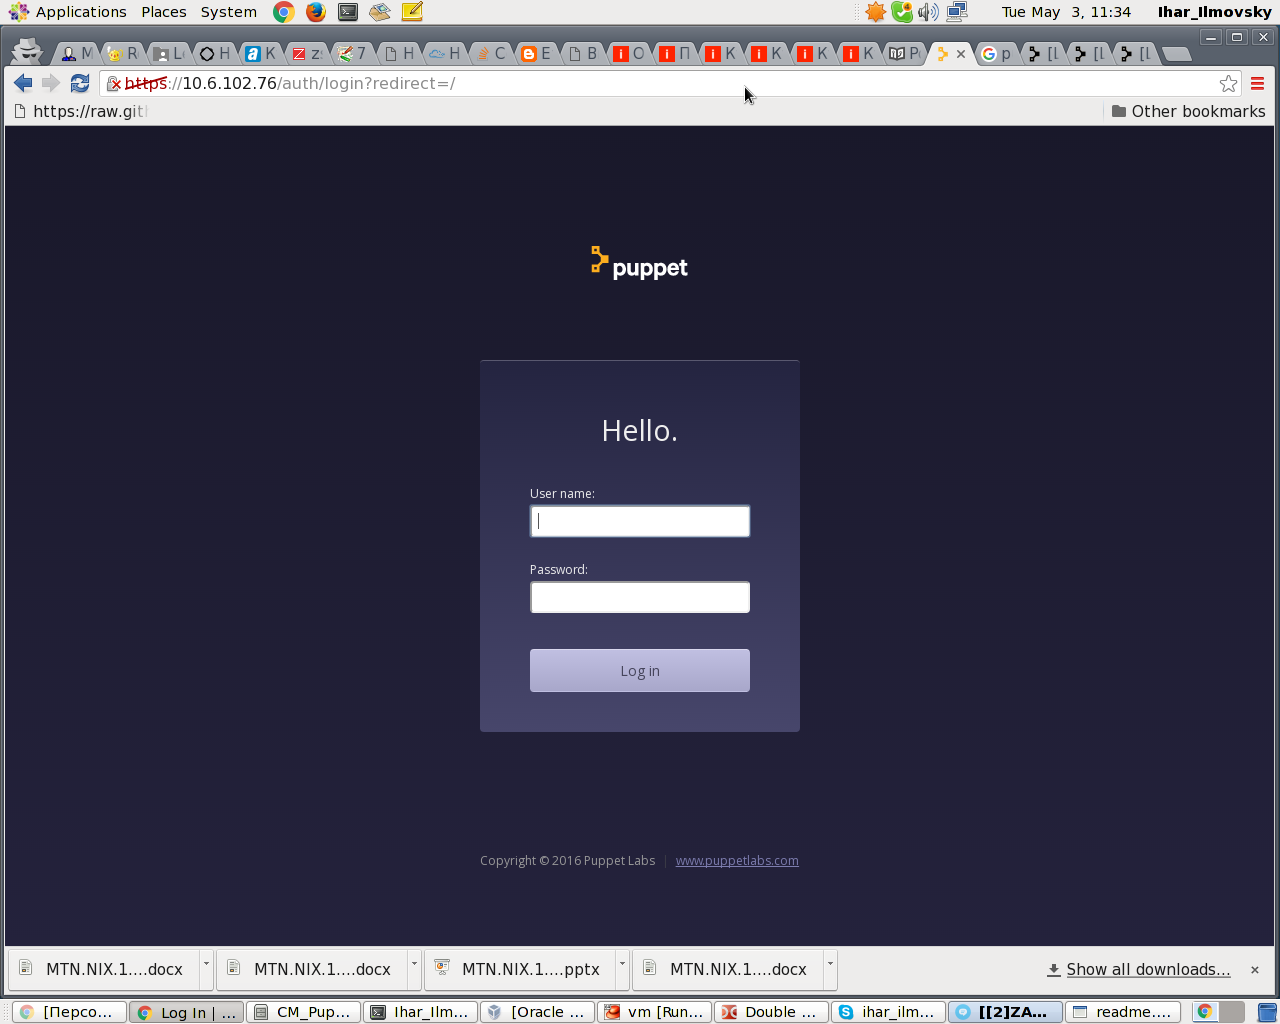 Applications Places System Tue May 3, 11:34 Ihar_Ilmovsky
M R L H K z 7 H H C E B О П К К К К P g p [L [L [L
https://10.6.102.76/auth/login?redirect=/
https://raw.git Other bookmarks
puppet
Hello.
User name:
Password:
Log in
Copyright © 2016 Puppet Labs | www.puppetlabs.com
MTN.NIX.1....docx MTN.NIX.1....docx MTN.NIX.1....pptx MTN.NIX.1....docx Show all downloads...
[Персо... Log In | ... CM_Pup... Ihar_Ilm... [Oracle ... vm [Run... Double ... ihar_ilm... [[2]ZA... readme....